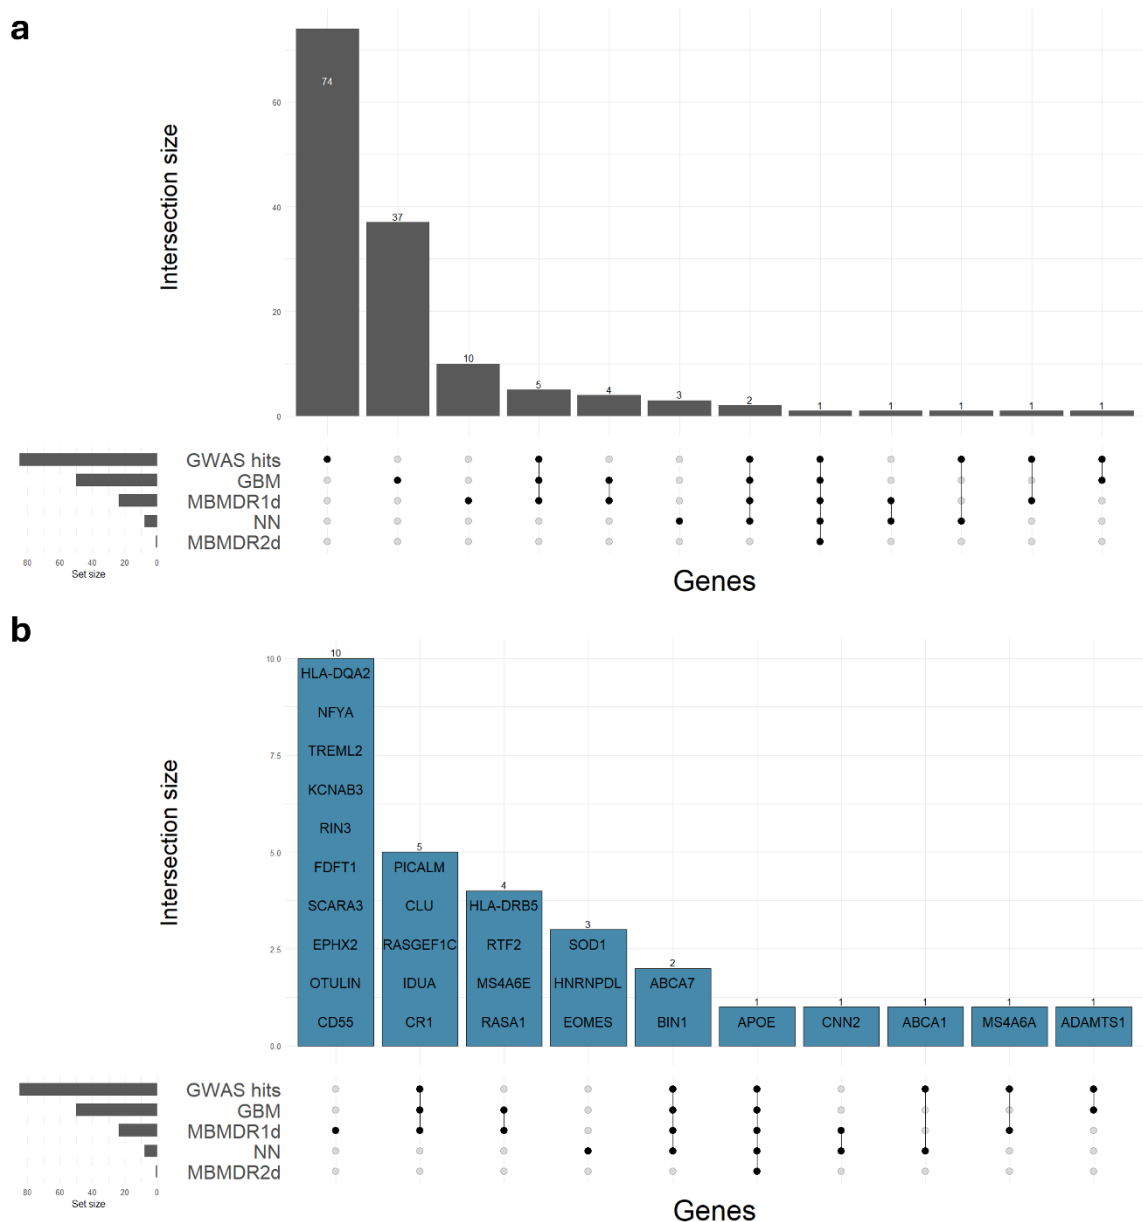 a
Intersection size
60
40
20
0
74
37
10
5
4
3
2
1
1
1
1
1
GWAS hits
GBM
MBMDR1d
NN
MBMDR2d
80 60 40 20 0
Set size
Genes
b
Intersection size
10.0
7.5
5.0
2.5
0.0
10
HLA-DQA2
NFYA
TREML2
KCNAB3
RIN3
FDFT1
SCARA3
EPHX2
OTULIN
CD55
5
PICALM
CLU
RASGEF1C
IDUA
CR1
4
HLA-DRB5
RTF2
MS4A6E
RASA1
3
SOD1
HNRNPDL
EOMES
2
ABCA7
BIN1
1
APOE
1
CNN2
1
ABCA1
1
MS4A6A
1
ADAMTS1
GWAS hits
GBM
MBMDR1d
NN
MBMDR2d
80 60 40 20 0
Set size
Genes